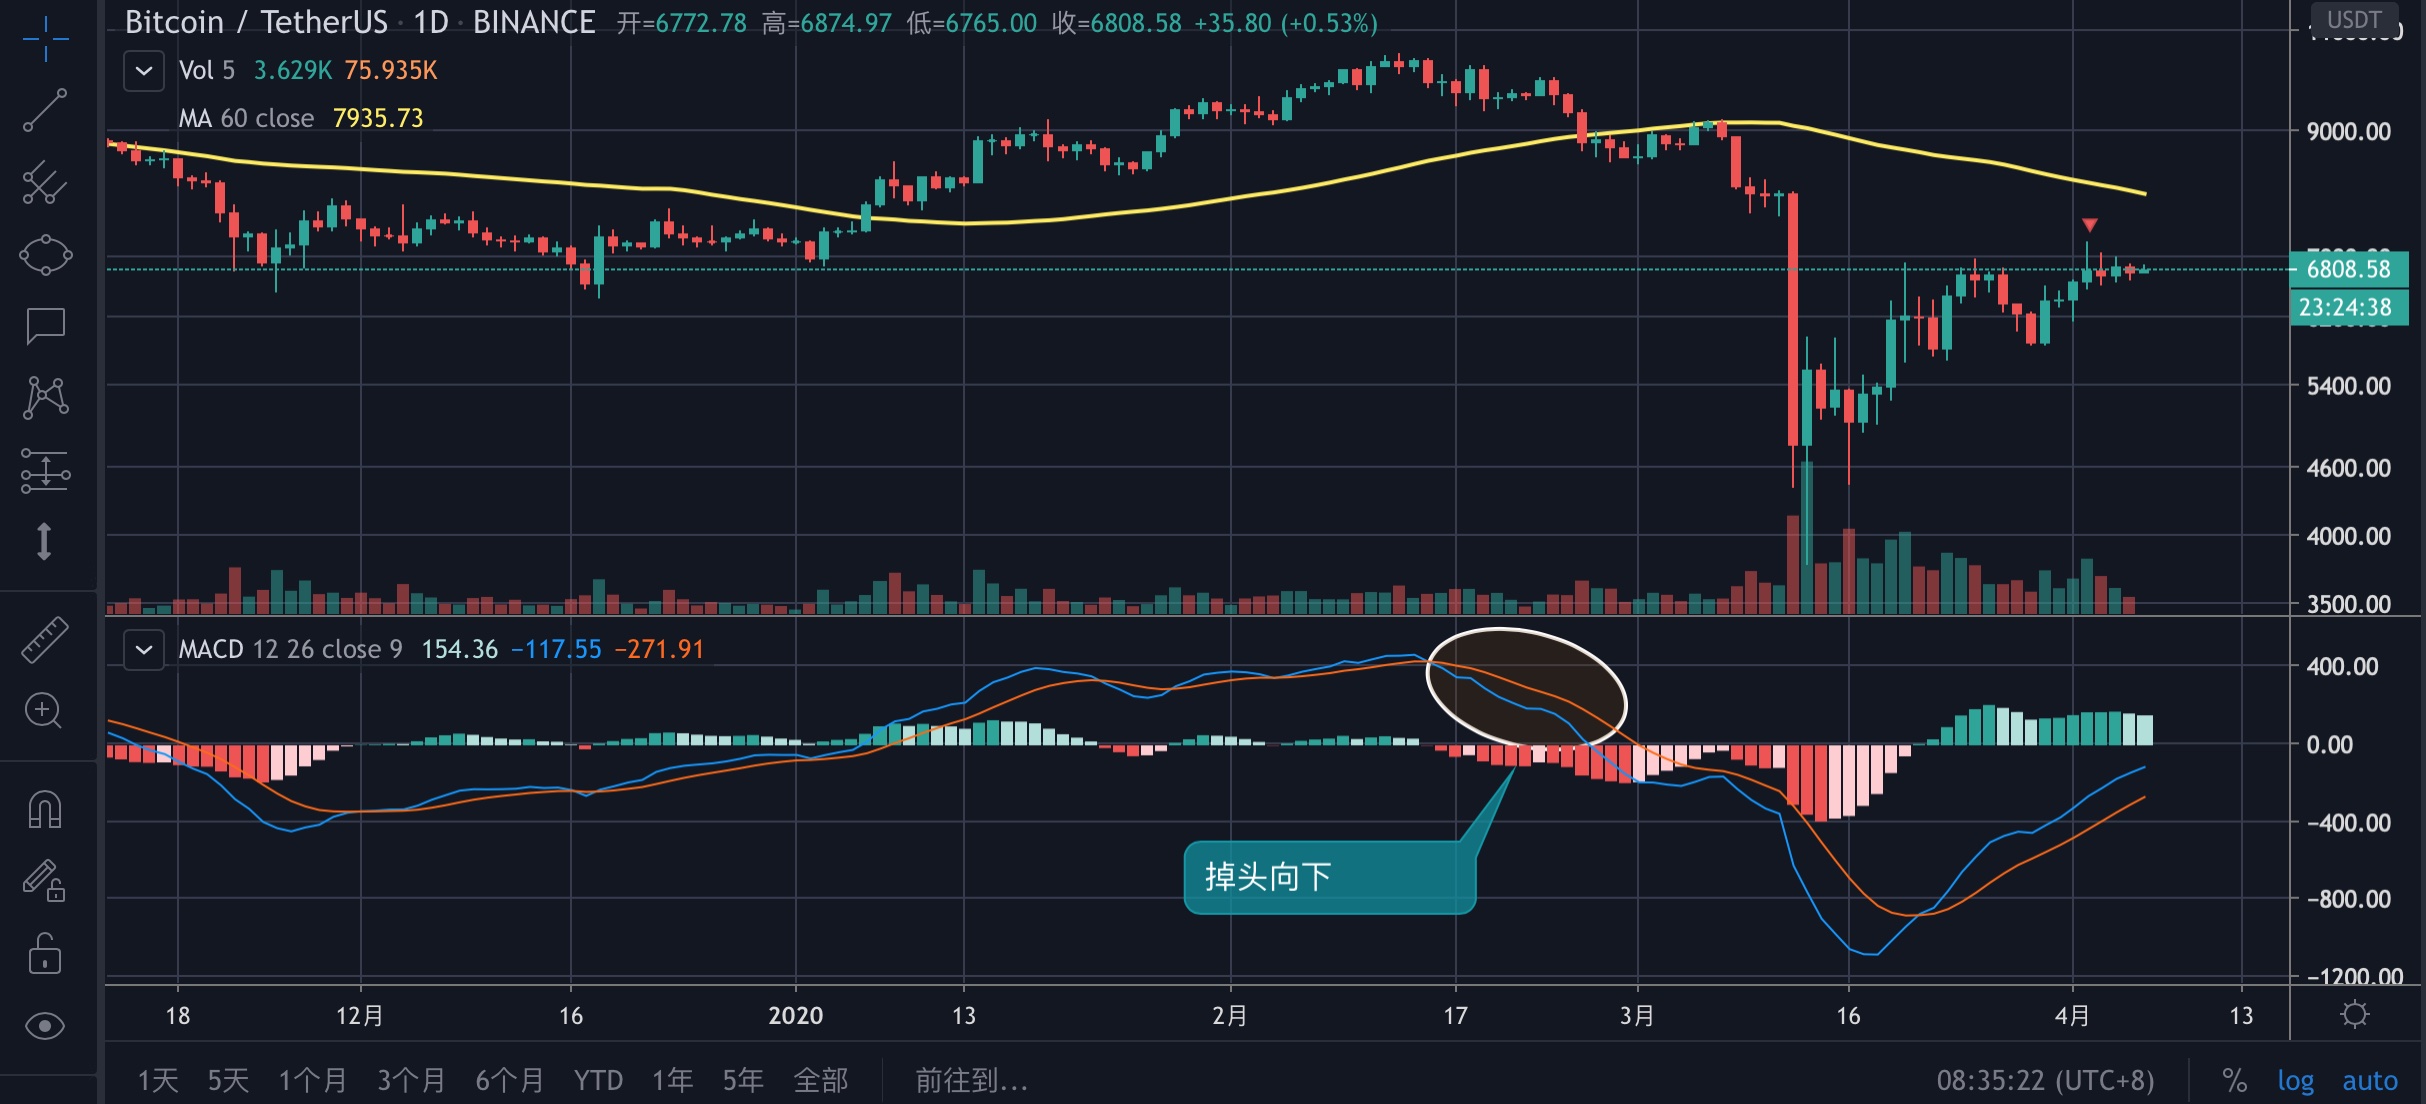 Bitcoin / TetherUS · 1D · BINANCE 开=6772.78 高=6874.97 低=6765.00 收=6808.58 +35.80 (+0.53%)
USDT
Vol 5 3.629K 75.935K
MA 60 close 7935.73
9000.00
6808.58
23:24:38
5400.00
4600.00
4000.00
3500.00
MACD 12 26 close 9 154.36 −117.55 −271.91
400.00
0.00
−400.00
掉头向下
−800.00
−1200.00
18 12月 16 2020 13 2月 17 3月 16 4月 13
1天 5天 1个月 3个月 6个月 YTD 1年 5年 全部 前往到... 08:35:22 (UTC+8) % log auto